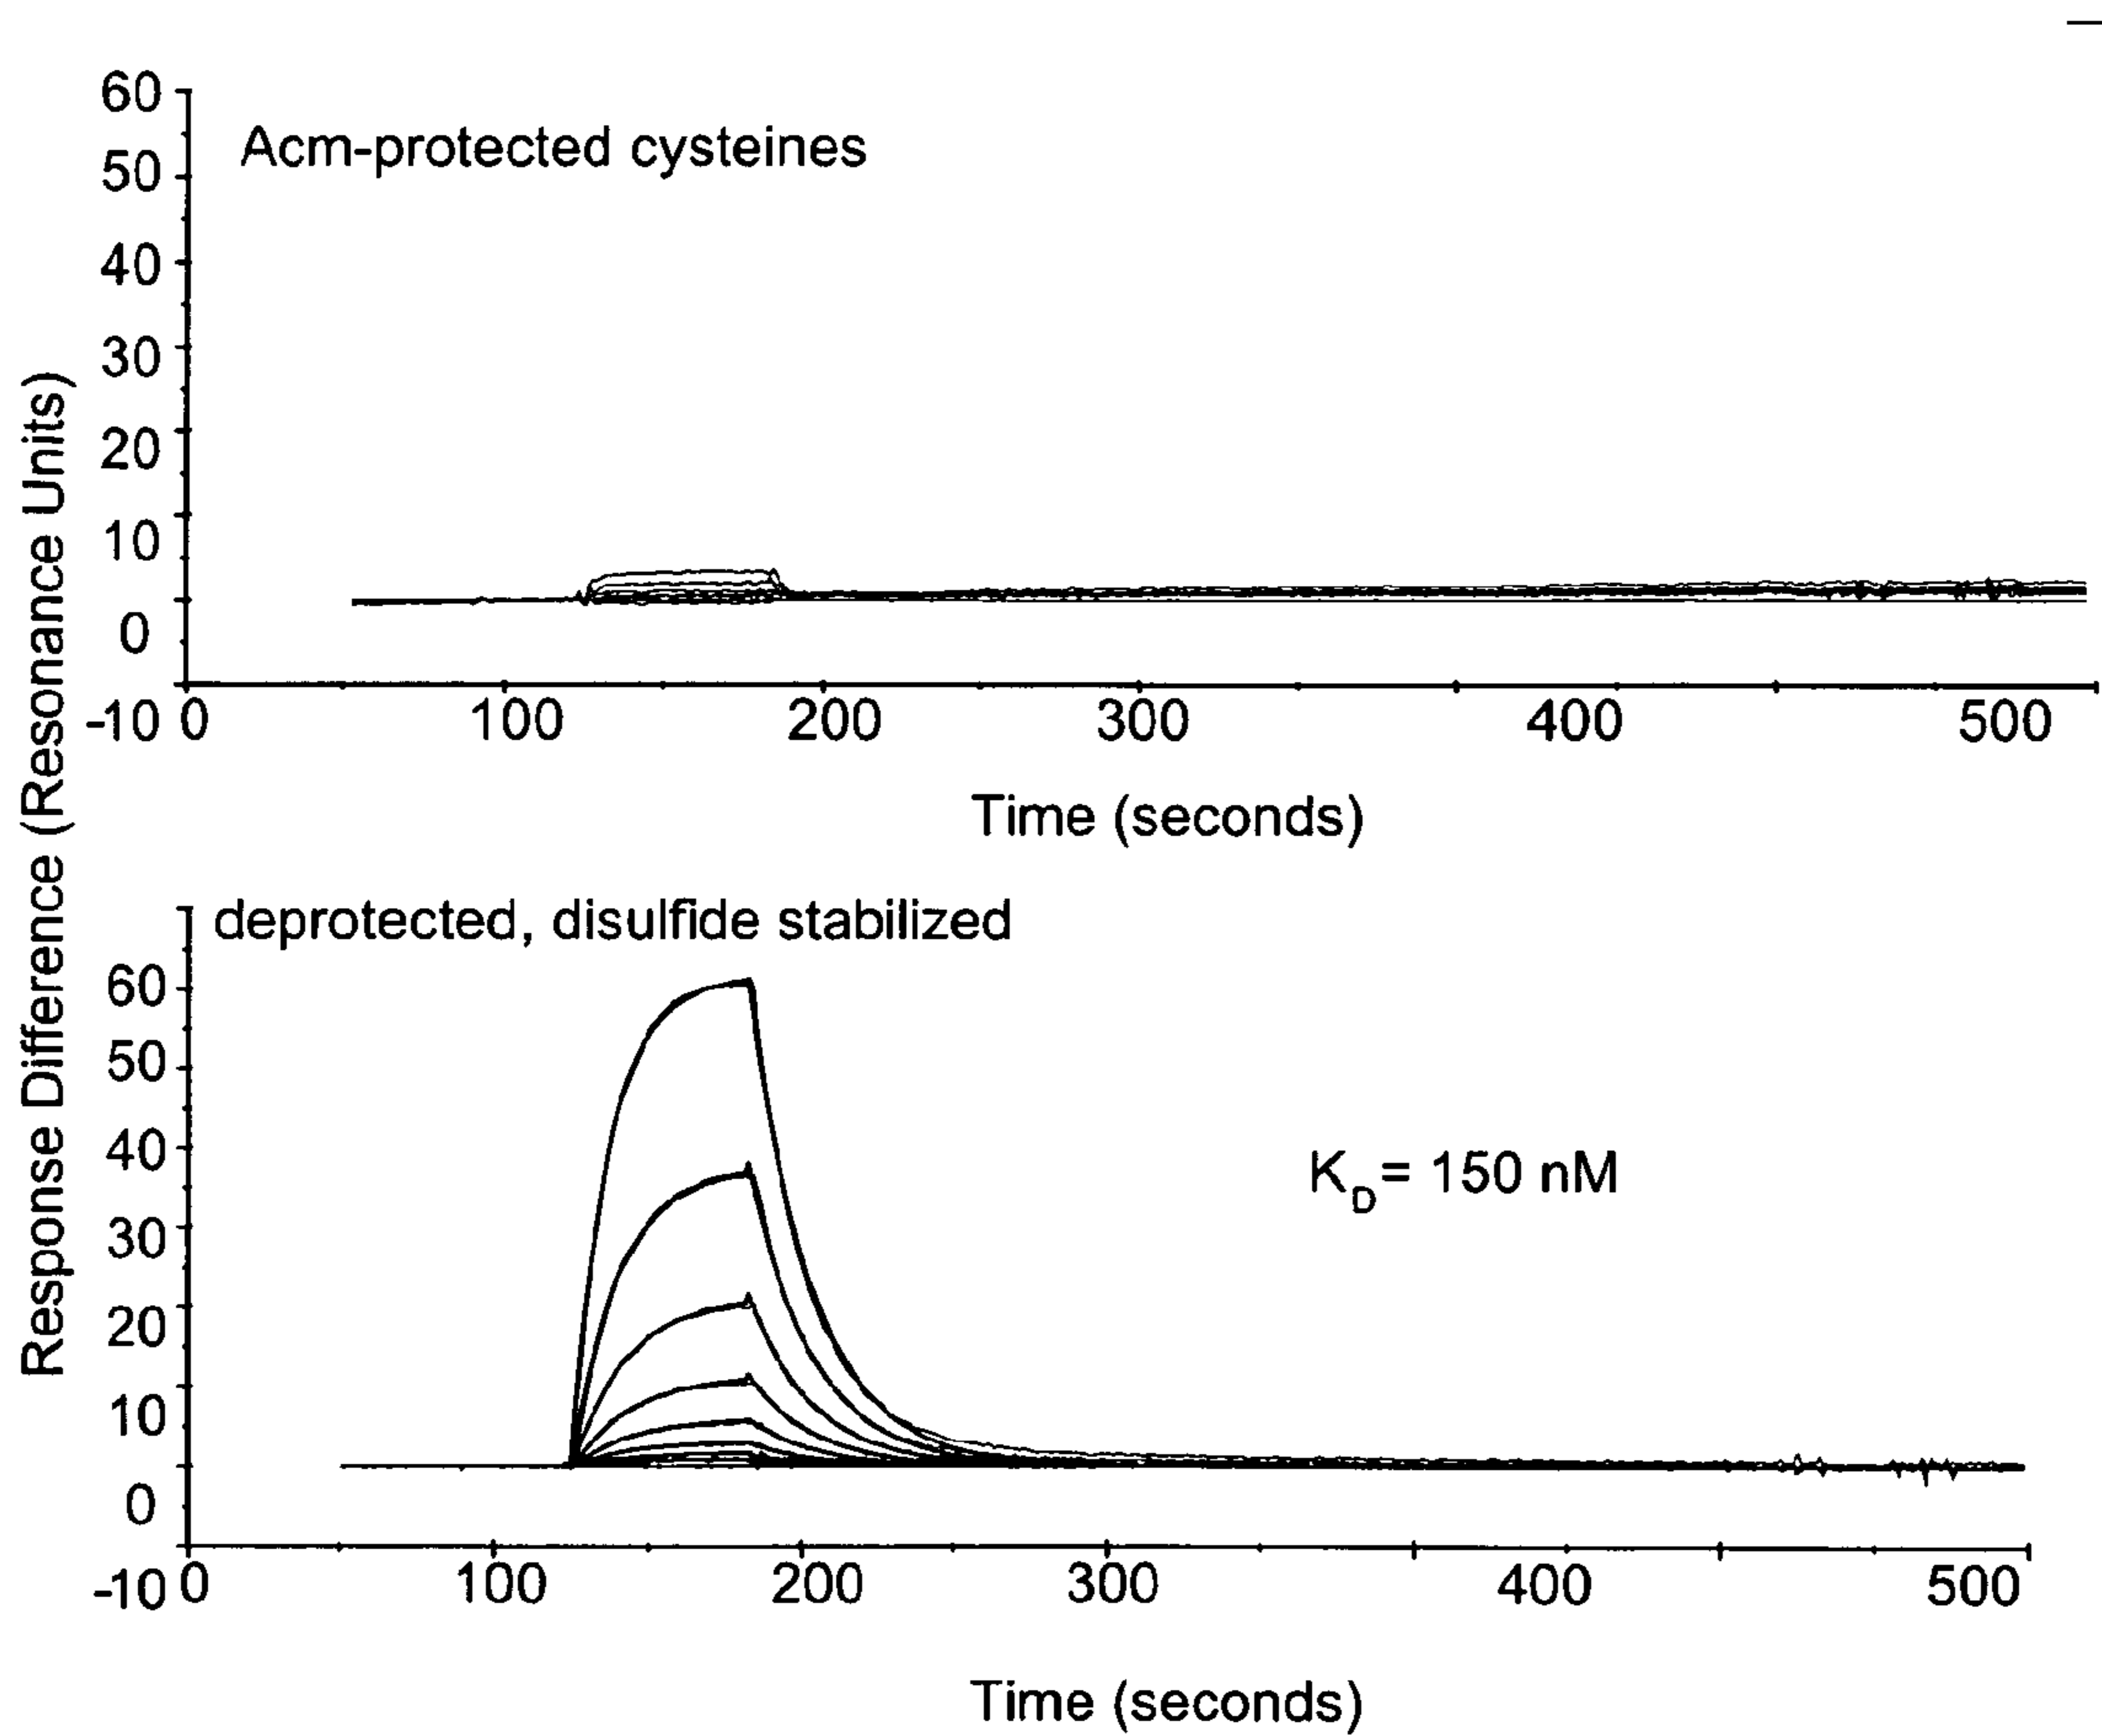 Response Difference (Resonance Units)
60
Acm-protected cysteines
50
40
30
20
10
0
-10 0 100 200 300 400 500
Time (seconds)
deprotected, disulfide stabilized
60
50
40
K_D = 150 nM
30
20
10
0
-10 0 100 200 300 400 500
Time (seconds)